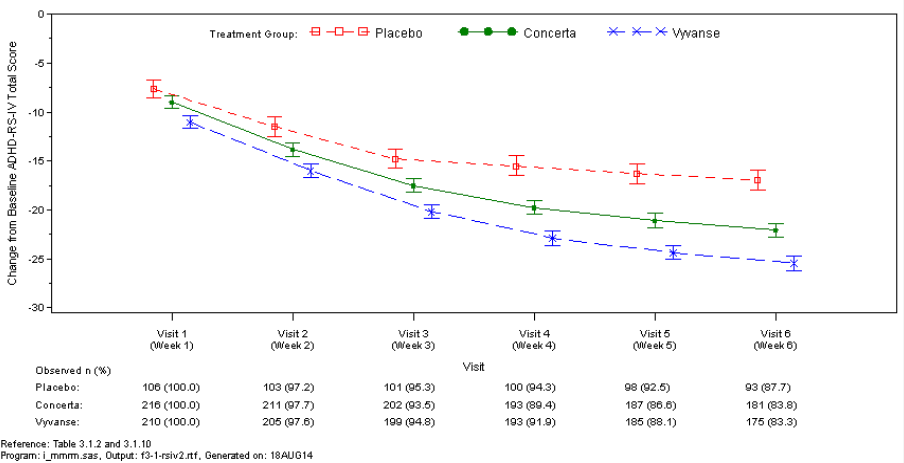 0
Treatment Group: Placebo Concerta Vyvanse
-5
-10
-15
-20
-25
-30
Change from Baseline ADHD-RS-IV Total Score
Visit 1 Visit 2 Visit 3 Visit 4 Visit 5 Visit 6
(Week 1) (Week 2) (Week 3) (Week 4) (Week 5) (Week 6)
Visit
Observed n (%)
Placebo: 106 (100.0) 103 (97.2) 101 (95.3) 100 (94.3) 98 (92.5) 93 (87.7)
Concerta: 216 (100.0) 211 (97.7) 202 (93.5) 193 (89.4) 187 (86.6) 181 (83.8)
Vyvanse: 210 (100.0) 205 (97.6) 199 (94.8) 193 (91.9) 185 (88.1) 175 (83.3)
Reference: Table 3.1.2 and 3.1.10
Program: i_mmrm.sas, Output: f3-1-rsiv2.rtf, Generated on: 18AUG14